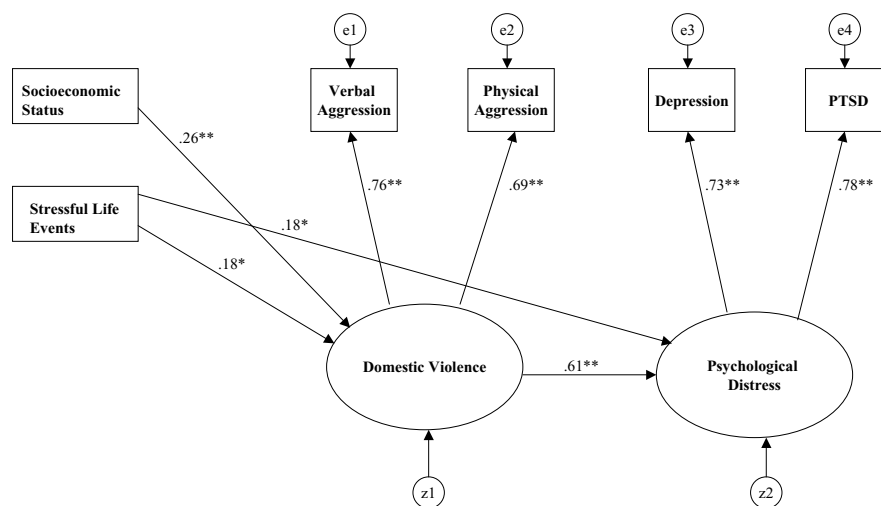 e1
e2
e3
e4
Socioeconomic
Status
Verbal
Aggression
Physical
Aggression
Depression
PTSD
.26**
.76**
.69**
.73**
.78**
Stressful Life
Events
.18*
.18*
Domestic Violence
.61**
Psychological
Distress
z1
z2